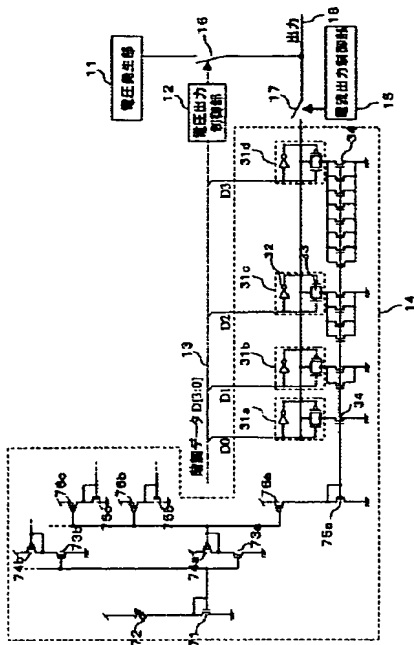 11
電圧発生部
16
12
電圧出力
制御部
18
出力
17
電流出力制御部
15
13
階調データD[3:0]
D0
D1
D2
D3
31a
31b
31c
31d
32
33
34
34
14
72
71
74b
73b
74a
73a
76c
75c
76b
75b
76a
75a